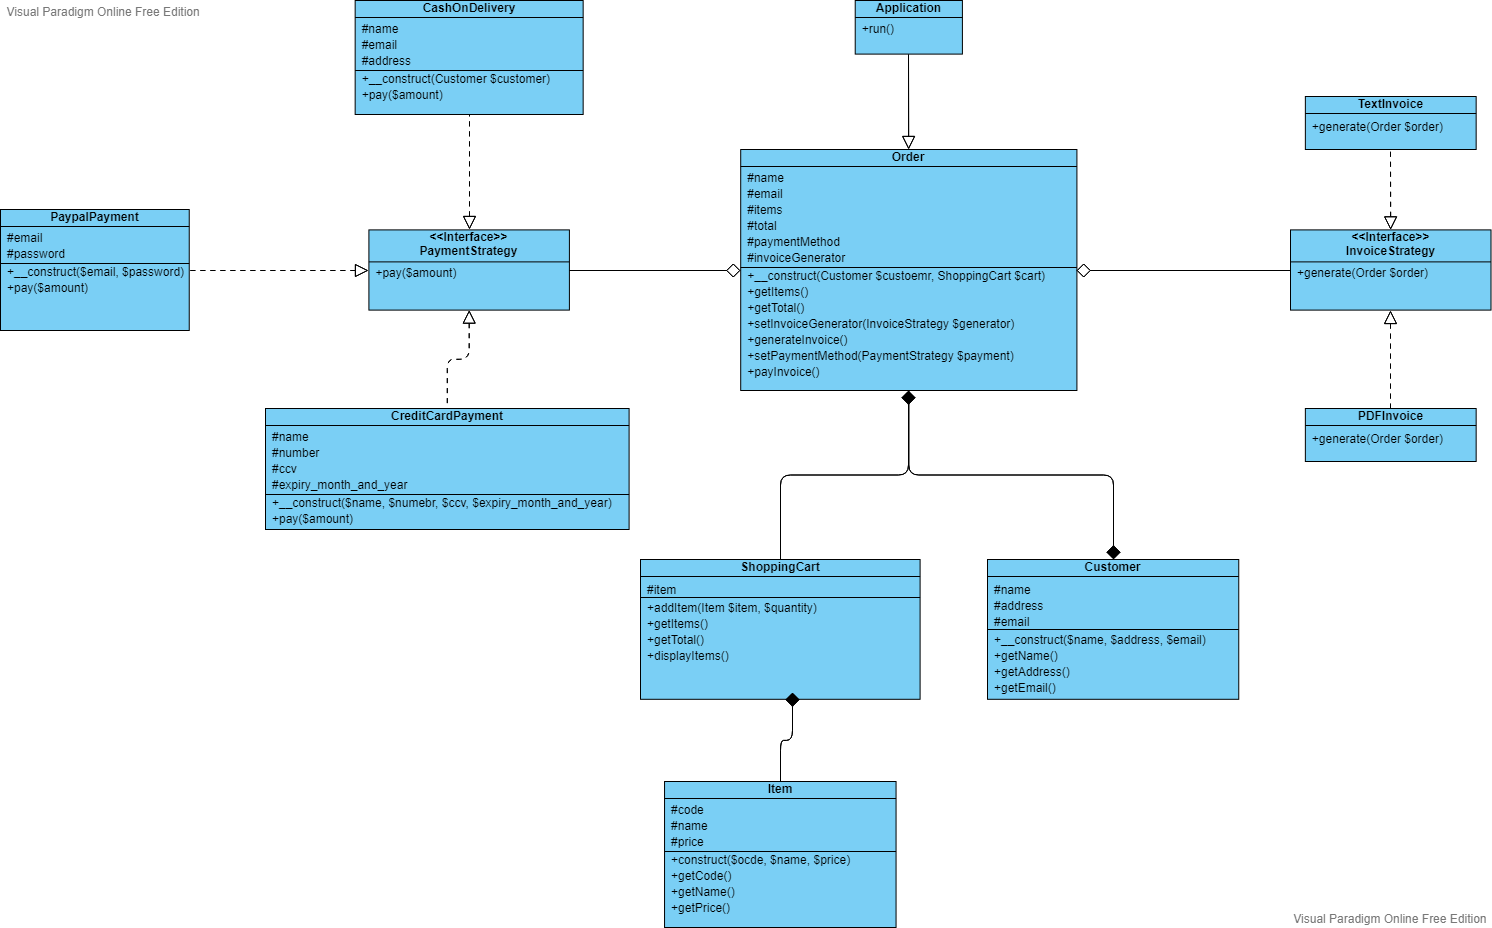 Visual Paradigm Online Free Edition
CashOnDelivery
#name
#email
#address
+__construct(Customer $customer)
+pay($amount)
Application
+run()
TextInvoice
+generate(Order $order)
Order
#name
#email
#items
#total
#paymentMethod
#invoiceGenerator
+__construct(Customer $custoemr, ShoppingCart $cart)
+getItems()
+getTotal()
+setInvoiceGenerator(InvoiceStrategy $generator)
+generateInvoice()
+setPaymentMethod(PaymentStrategy $payment)
+payInvoice()
PaypalPayment
#email
#password
+__construct($email, $password)
+pay($amount)
<<Interface>>
PaymentStrategy
+pay($amount)
<<Interface>>
InvoiceStrategy
+generate(Order $order)
CreditCardPayment
#name
#number
#ccv
#expiry_month_and_year
+__construct($name, $numebr, $ccv, $expiry_month_and_year)
+pay($amount)
PDFInvoice
+generate(Order $order)
ShoppingCart
#item
+addItem(Item $item, $quantity)
+getItems()
+getTotal()
+displayItems()
Customer
#name
#address
#email
+__construct($name, $address, $email)
+getName()
+getAddress()
+getEmail()
Item
#code
#name
#price
+construct($ocde, $name, $price)
+getCode()
+getName()
+getPrice()
Visual Paradigm Online Free Edition